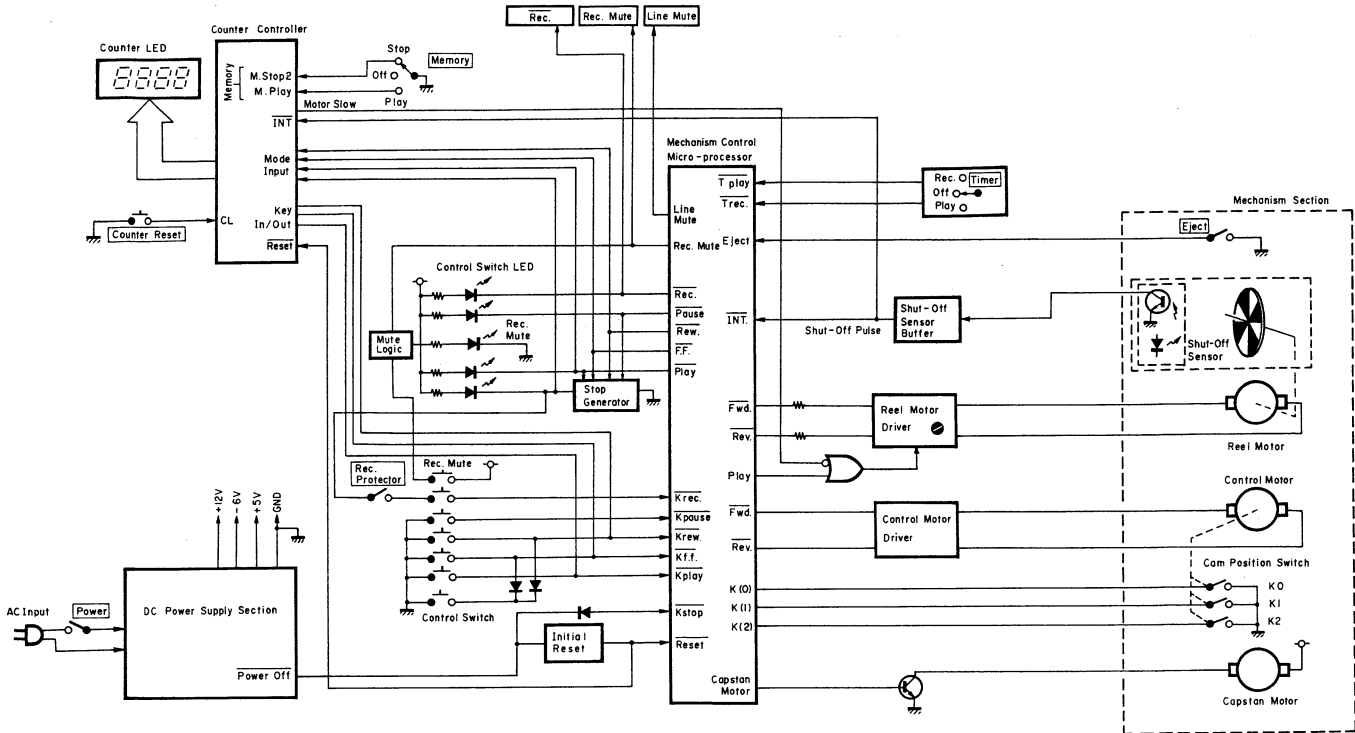 Rec.
Rec. Mute
Line Mute
Counter Controller
Counter LED
8888
Memory
M.Stop2
M.Play
Stop
Memory
Off
Play
Motor Slow
INT
Mode
Input
Key
In/Out
CL
Reset
Counter Reset
Mechanism Control
Micro-processor
T play
Trec.
Line
Mute
Rec. Mute
Eject
Rec.
Pause
Rew.
F.F.
Play
INT.
Fwd.
Rev.
Play
Krec.
Kpause
Krew.
Kf.f.
Kplay
Kstop
Reset
Fwd.
Rev.
K(0)
K(1)
K(2)
Capstan
Motor
Rec.
Off
Play
Timer
Mechanism Section
Eject
Control Switch LED
Rec.
Mute
Mute
Logic
Stop
Generator
Shut-Off Pulse
Shut-Off
Sensor
Buffer
Shut-Off
Sensor
Reel Motor
Driver
Reel Motor
Rec.
Protector
Rec. Mute
Control Switch
Control Motor
Driver
Control Motor
Cam Position Switch
K0
K1
K2
Capstan Motor
+12V
-6V
+5V
GND
AC Input
Power
DC Power Supply Section
Power Off
Initial
Reset